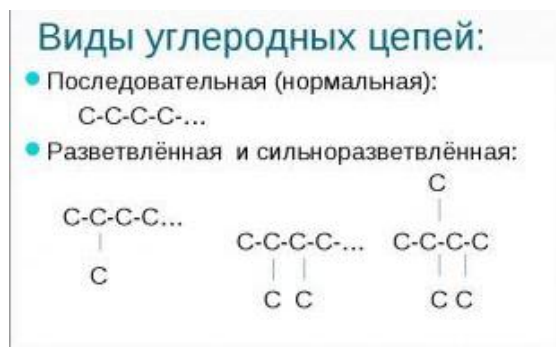 Виды углеродных цепей:
Последовательная (нормальная):
С-С-С-С-...
Разветвлённая и сильноразветвлённая:
С
С-С-С-С...
С-С-С-С-...
С-С-С-С
С
С С
С С